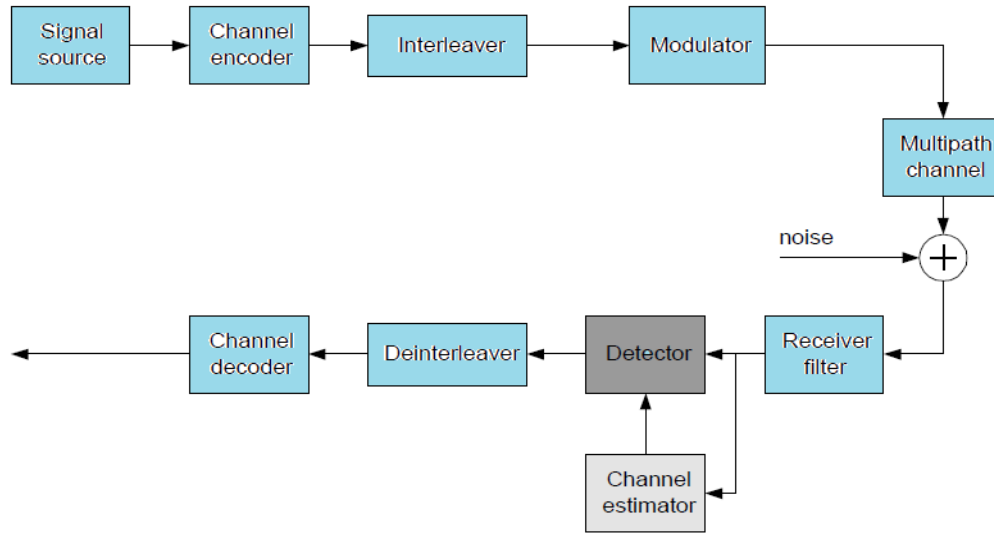 Signal
source
Channel
encoder
Interleaver
Modulator
Multipath
channel
noise
+
Channel
decoder
Deinterleaver
Detector
Receiver
filter
Channel
estimator